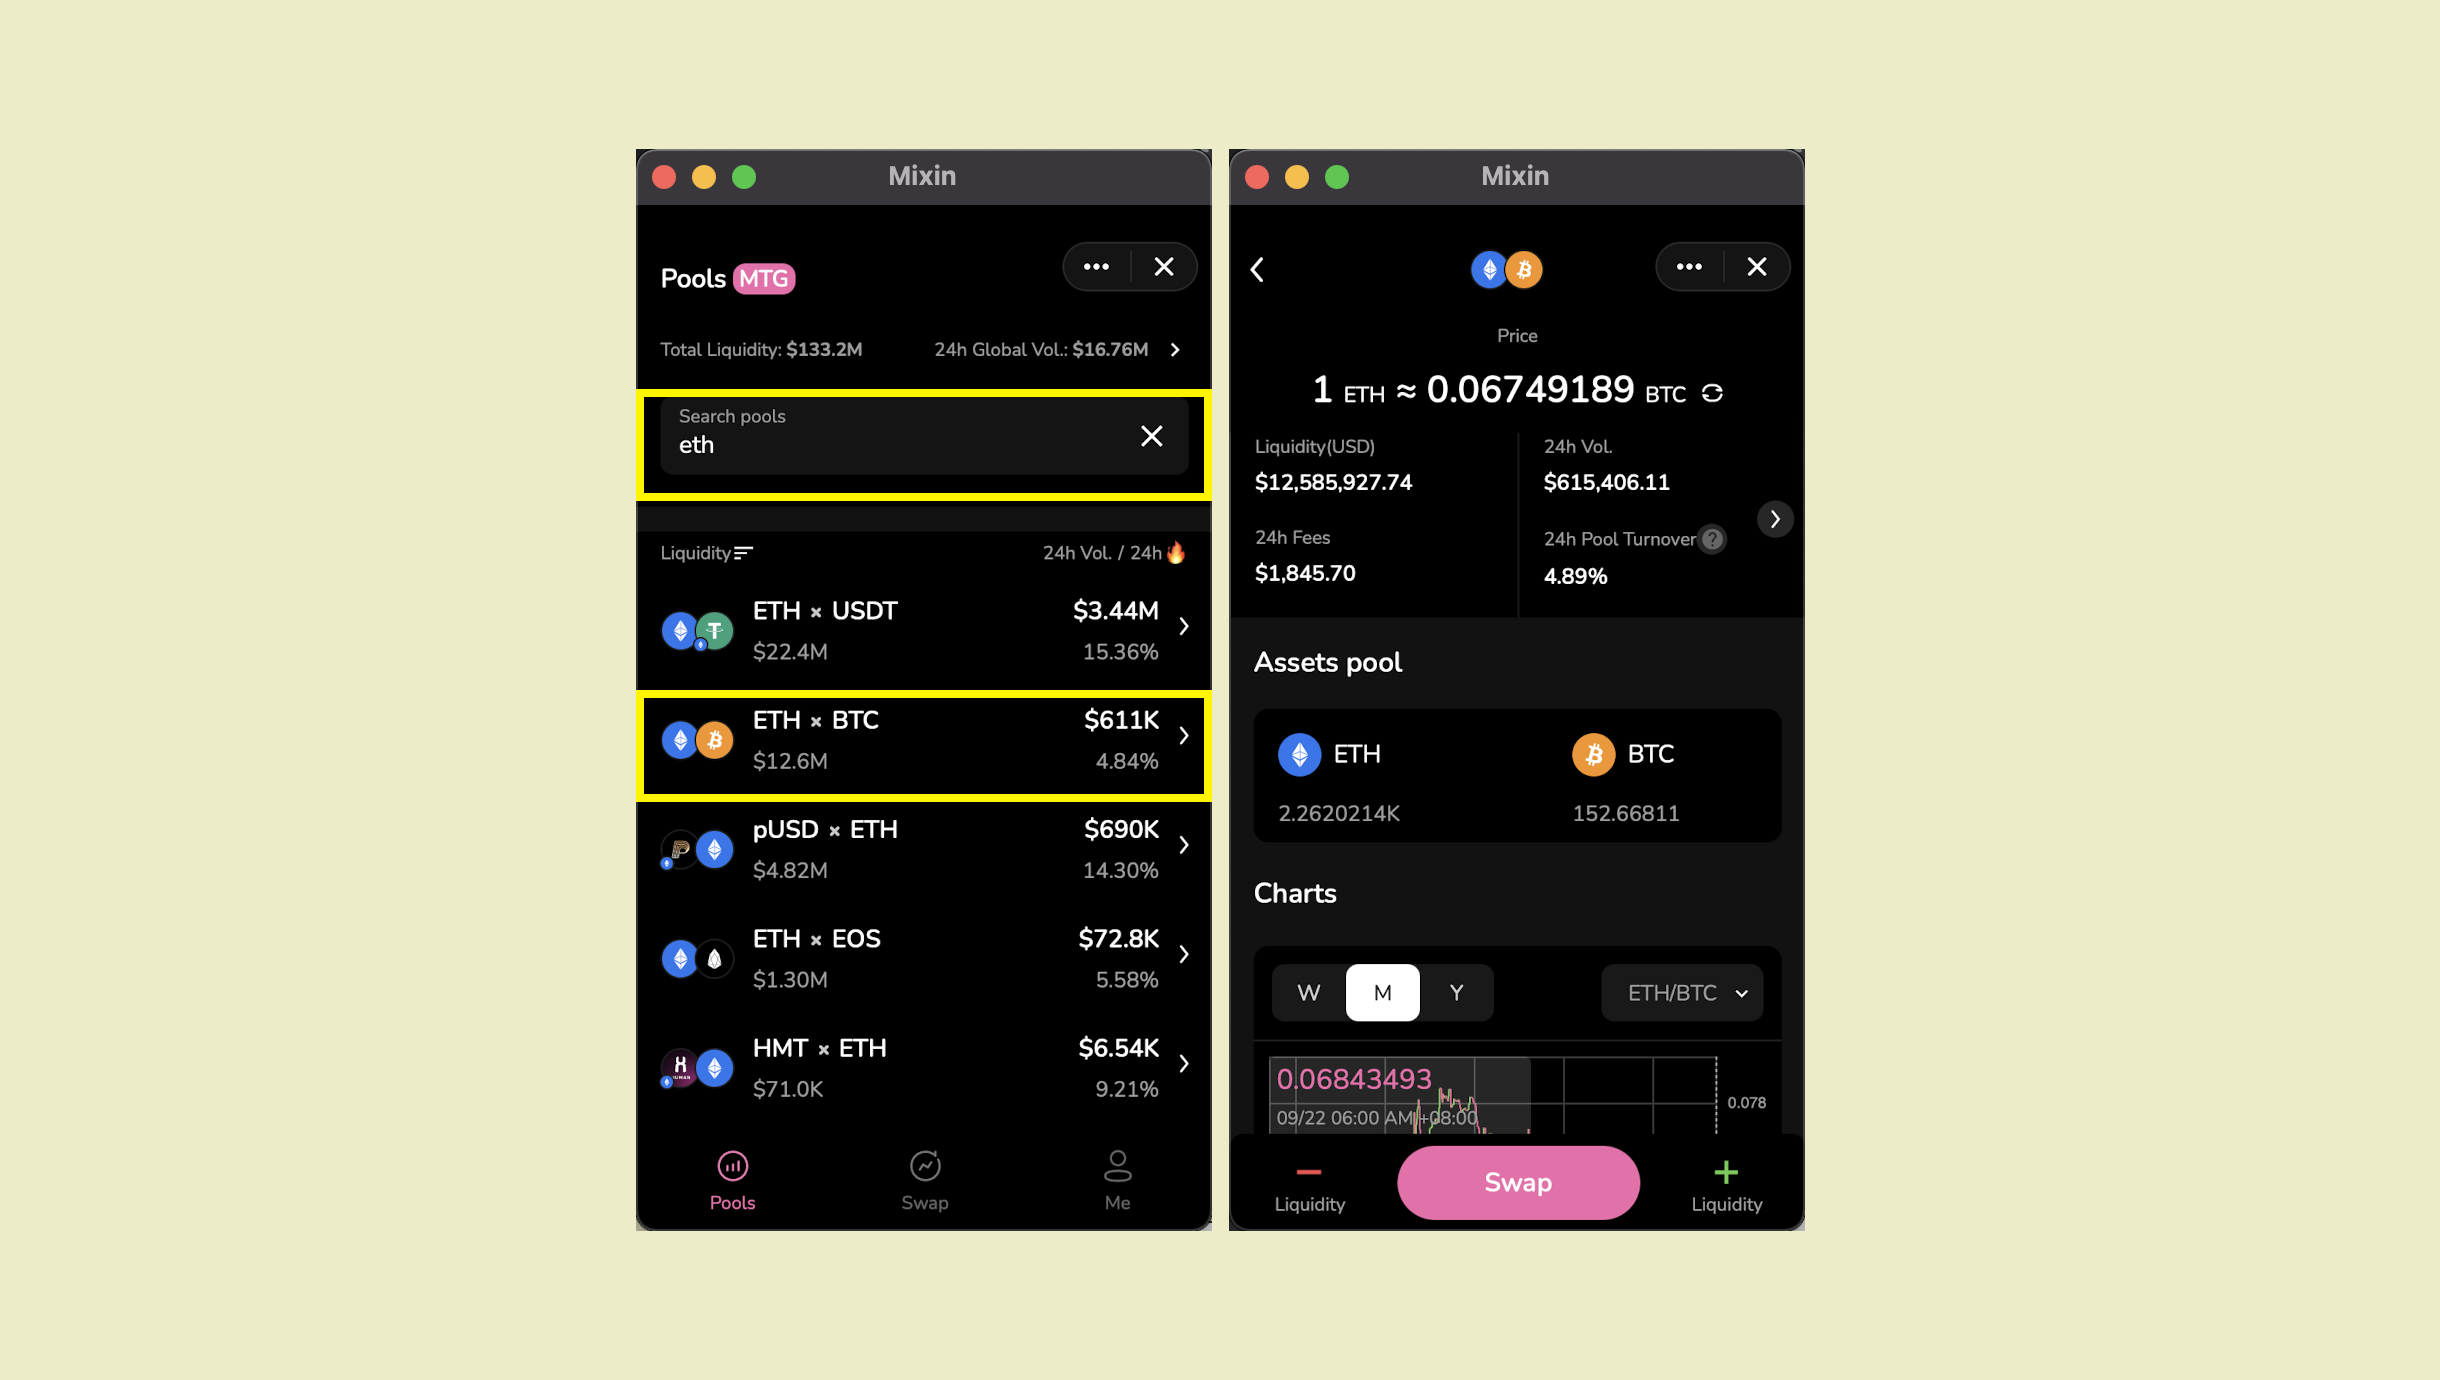 Mixin
Pools MTG
Total Liquidity: $133.2M 24h Global Vol.: $16.76M
Search pools
eth
Liquidity 24h Vol. / 24h🔥
ETH × USDT $3.44M
$22.4M 15.36%
ETH × BTC $611K
$12.6M 4.84%
pUSD × ETH $690K
$4.82M 14.30%
ETH × EOS $72.8K
$1.30M 5.58%
HMT × ETH $6.54K
$71.0K 9.21%
Pools Swap Me
Mixin
Price
1 ETH ≈ 0.06749189 BTC
Liquidity(USD) 24h Vol.
$12,585,927.74 $615,406.11
24h Fees 24h Pool Turnover ?
$1,845.70 4.89%
Assets pool
ETH BTC
2.2620214K 152.66811
Charts
W M Y ETH/BTC
0.06843493
0.078
09/22 06:00 AM +08:00
Liquidity Swap Liquidity